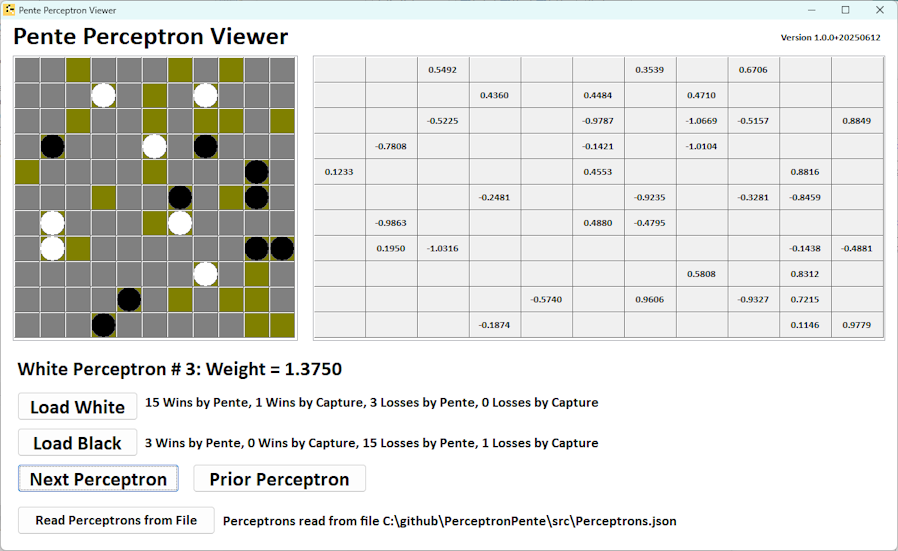 Pente Perceptron Viewer
Pente Perceptron Viewer
Version 1.0.0+20250612
0.5492 0.3539 0.6706
0.4360 0.4484 0.4710
-0.5225 -0.9787 -1.0669 -0.5157 0.8849
-0.7808 -0.1421 -1.0104
0.1233 0.4553 0.8816
-0.2481 -0.9235 -0.3281 -0.8459
-0.9863 0.4880 -0.4795
0.1950 -1.0316 -0.1438 -0.4881
0.5808 0.8312
-0.5740 0.9606 -0.9327 0.7215
-0.1874 0.1146 0.9779
White Perceptron # 3: Weight = 1.3750
Load White 15 Wins by Pente, 1 Wins by Capture, 3 Losses by Pente, 0 Losses by Capture
Load Black 3 Wins by Pente, 0 Wins by Capture, 15 Losses by Pente, 1 Losses by Capture
Next Perceptron Prior Perceptron
Read Perceptrons from File Perceptrons read from file C:\github\PerceptronPente\src\Perceptrons.json